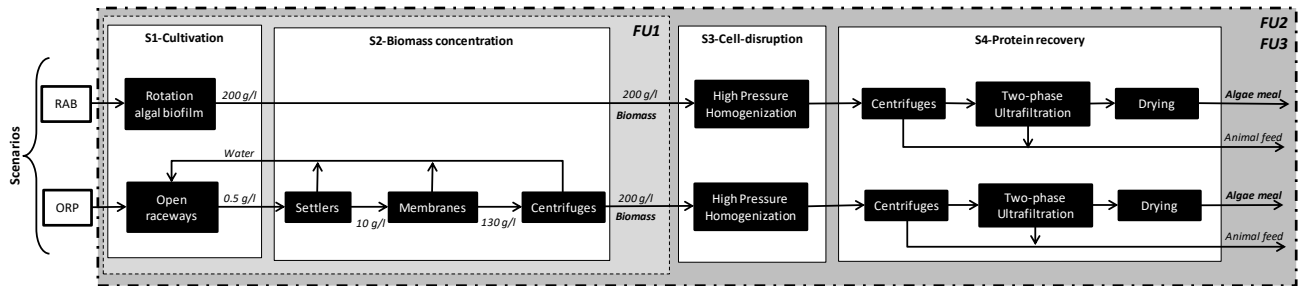 FU1
FU2
FU3
S1-Cultivation
S2-Biomass concentration
S3-Cell-disruption
S4-Protein recovery
Scenarios
RAB
Rotation
algal biofilm
200 g/l
200 g/l
Biomass
High Pressure
Homogenization
Centrifuges
Two-phase
Ultrafiltration
Drying
Algae meal
Animal feed
Water
ORP
Open
raceways
0.5 g/l
Settlers
10 g/l
Membranes
130 g/l
Centrifuges
200 g/l
Biomass
High Pressure
Homogenization
Centrifuges
Two-phase
Ultrafiltration
Drying
Algae meal
Animal feed